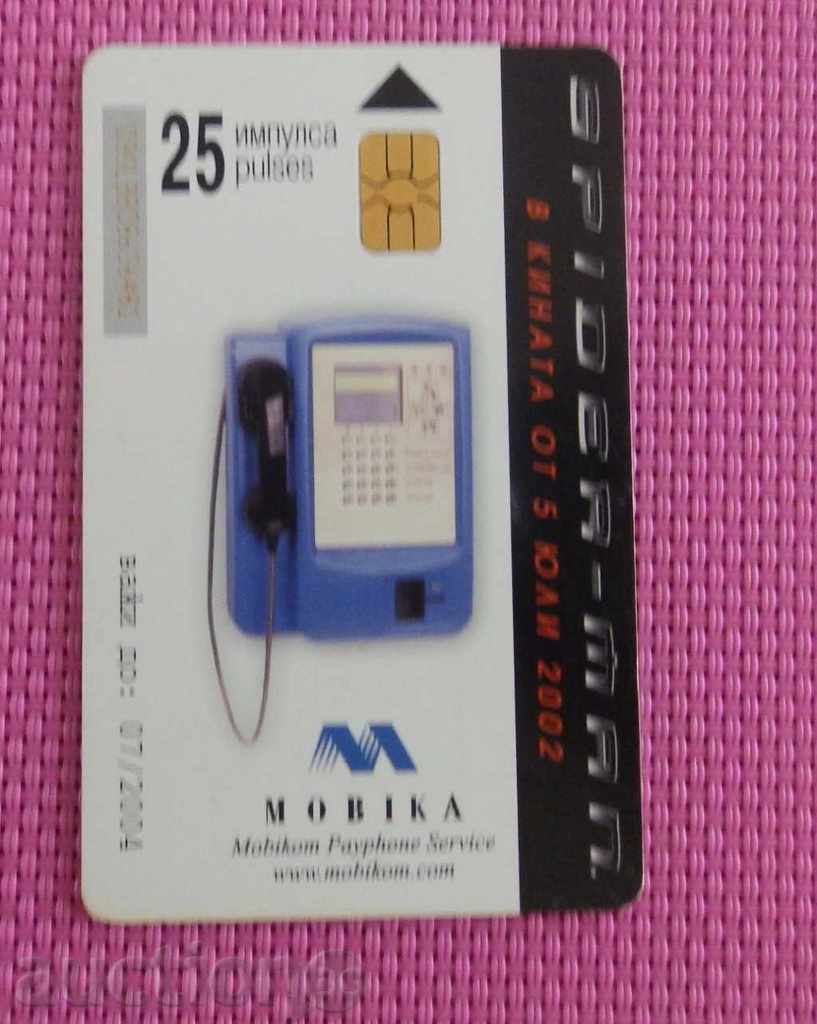 25 импулса
pulses
SPIDER-MAN
В КИНАТА ОТ 5 ЮЛИ 2002
важи до: 07/2004
MOBIKA
Mobikom Payphone Service
www.mobikom.com
auction